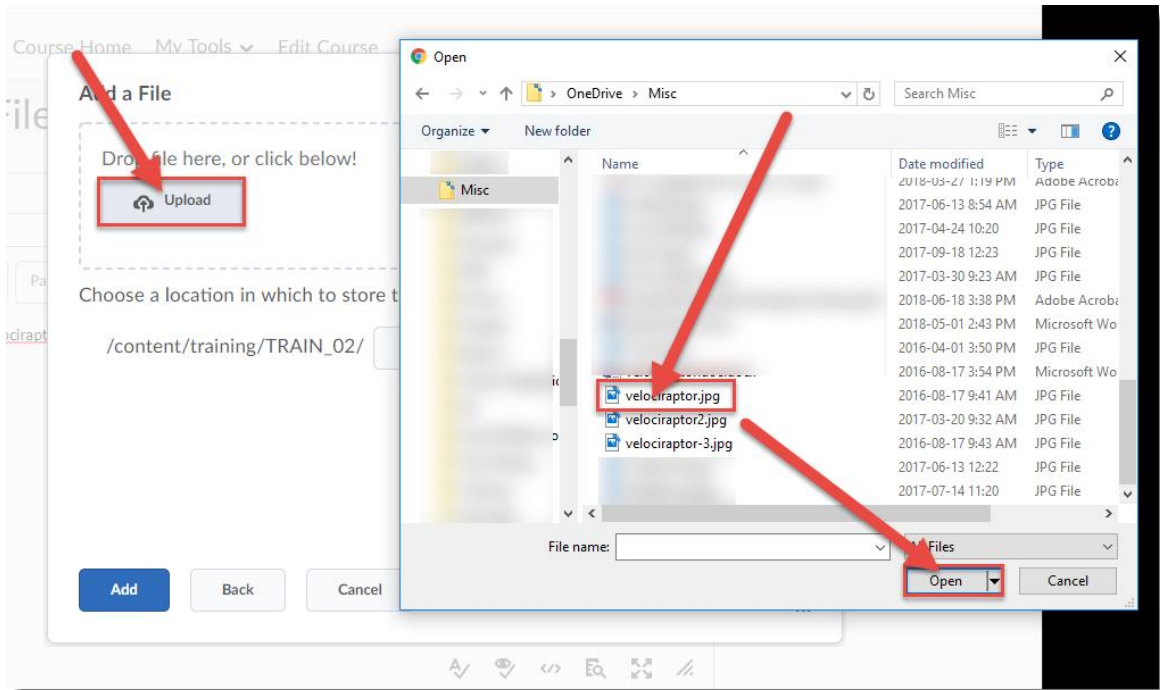 Course Home My Tools Edit Course
File
Add a File
Drop file here, or click below!
Upload
Choose a location in which to store t
/content/training/TRAIN_02/
Pa
ocirapt
Add Back Cancel
Open
OneDrive > Misc
Search Misc
Organize New folder
Misc
Name Date modified Type
2018-03-27 1:19 PM Adobe Acroba
2017-06-13 8:54 AM JPG File
2017-04-24 10:20 JPG File
2017-09-18 12:23 JPG File
2017-03-30 9:23 AM JPG File
2018-06-18 3:38 PM Adobe Acroba
2018-05-01 2:43 PM Microsoft Wo
2016-04-01 3:50 PM JPG File
2016-08-17 3:54 PM Microsoft Wo
velociraptor.jpg 2016-08-17 9:41 AM JPG File
velociraptor2.jpg 2017-03-20 9:32 AM JPG File
velociraptor-3.jpg 2016-08-17 9:43 AM JPG File
2017-06-13 12:22 JPG File
2017-07-14 11:20 JPG File
File name: Files
Open Cancel